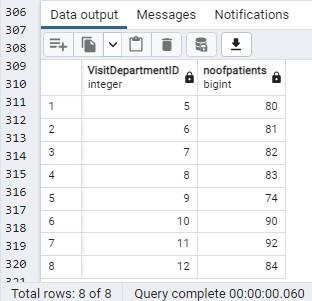 306
307
308
309
310
311
312
313
314
315
316
317
318
319
320
Data output Messages Notifications
VisitDepartmentID noofpatients
integer bigint
1 5 80
2 6 81
3 7 82
4 8 83
5 9 74
6 10 90
7 11 92
8 12 84
Total rows: 8 of 8 Query complete 00:00:00.060